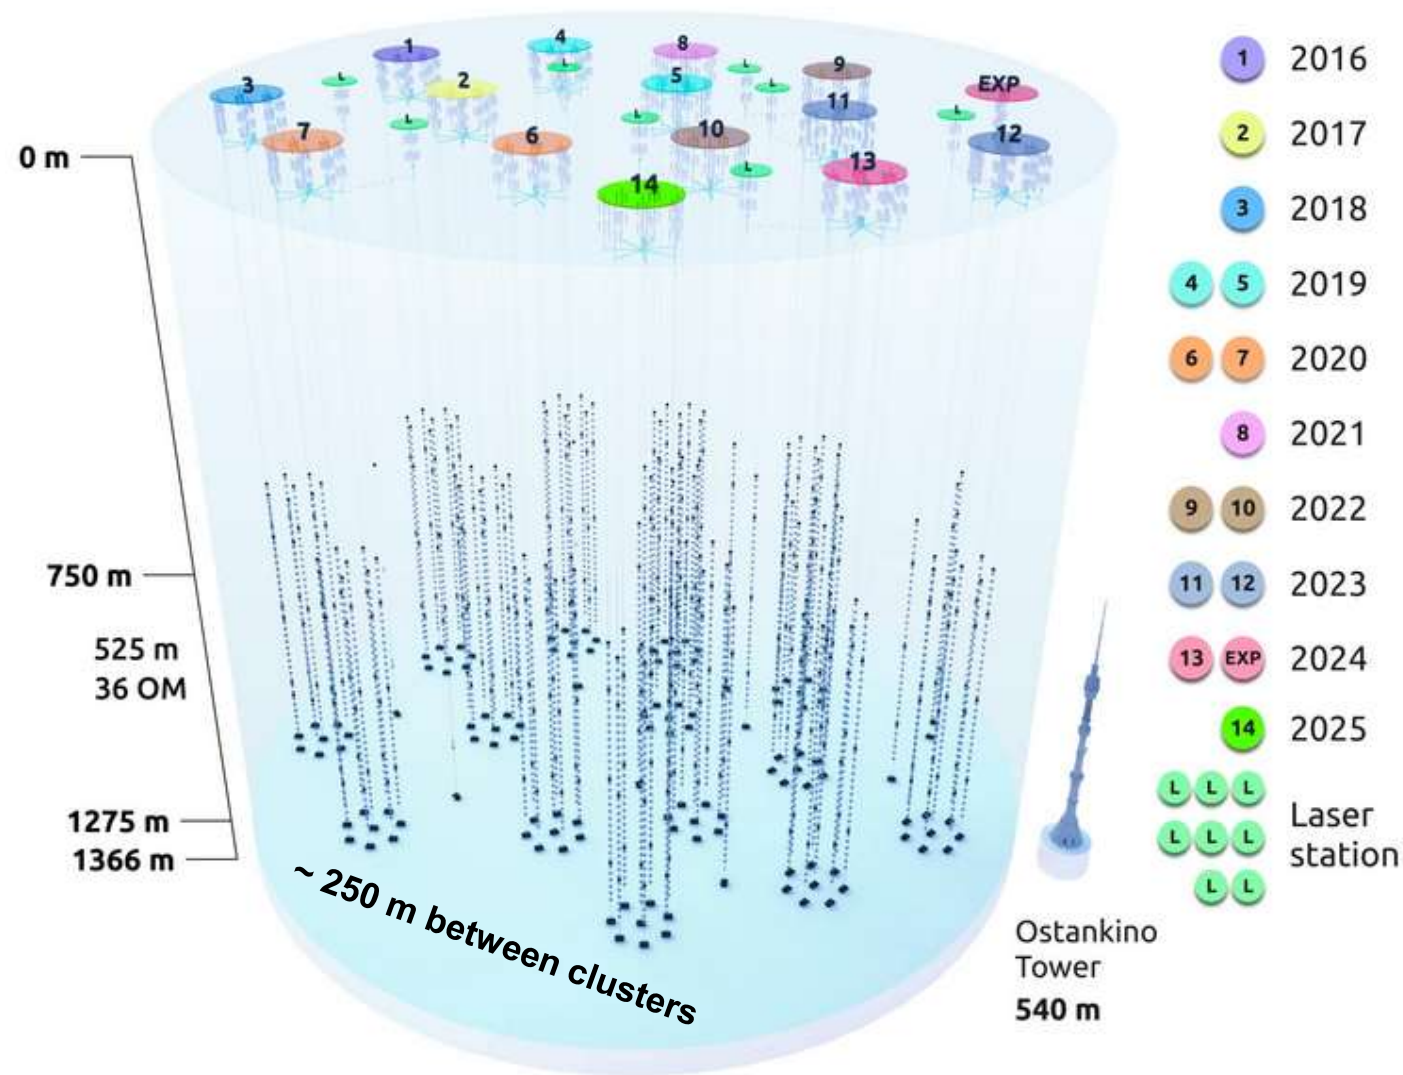 1
4
8
9
EXP
3
L
2
L
5
L
L
11
L
7
L
6
L
10
12
13
L
14
0 m
750 m
525 m
36 OM
1275 m
1366 m
~ 250 m between clusters
Ostankino
Tower
540 m
1 2016
2 2017
3 2018
4 5 2019
6 7 2020
8 2021
9 10 2022
11 12 2023
13 EXP 2024
14 2025
L L L
L L L
L L
Laser
station